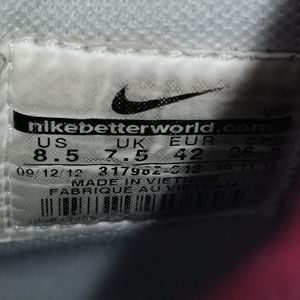 nikebetterworld.com
US UK EUR
8.5 7.5 42
09/12/12 317982
MADE IN VIETNAM
FABRIQUE AU VIETNAM